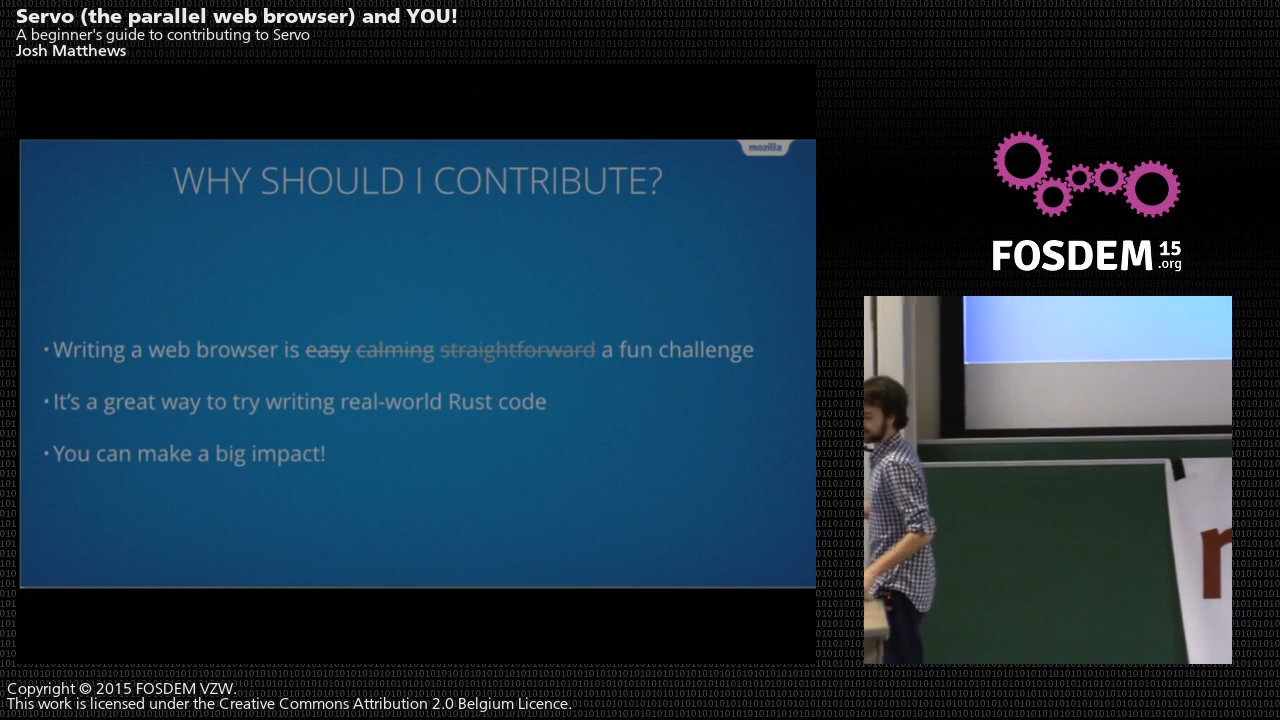 Servo (the parallel web browser) and YOU!
A beginner's guide to contributing to Servo
Josh Matthews
mozilla
WHY SHOULD I CONTRIBUTE?
• Writing a web browser is easy calming straightforward a fun challenge
• It's a great way to try writing real-world Rust code
• You can make a big impact!
FOSDEM 15
.org
Copyright © 2015 FOSDEM VZW.
This work is licensed under the Creative Commons Attribution 2.0 Belgium Licence.